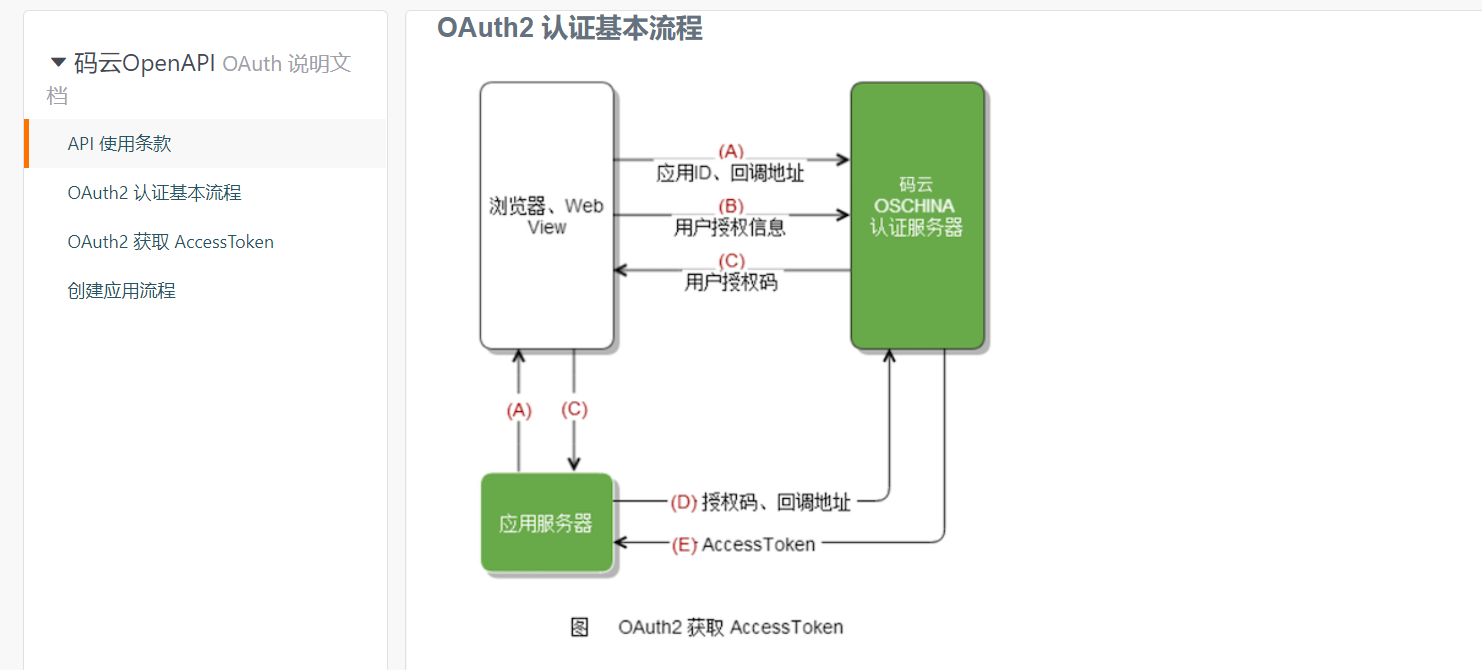 码云OpenAPI OAuth 说明文
档
API 使用条款
OAuth2 认证基本流程
OAuth2 获取 AccessToken
创建应用流程
OAuth2 认证基本流程
浏览器、Web
View
(A)
应用ID、回调地址
(B)
用户授权信息
(C)
用户授权码
码云
OSCHINA
认证服务器
(A)
(C)
应用服务器
(D) 授权码、回调地址
(E) AccessToken
图 OAuth2 获取 AccessToken